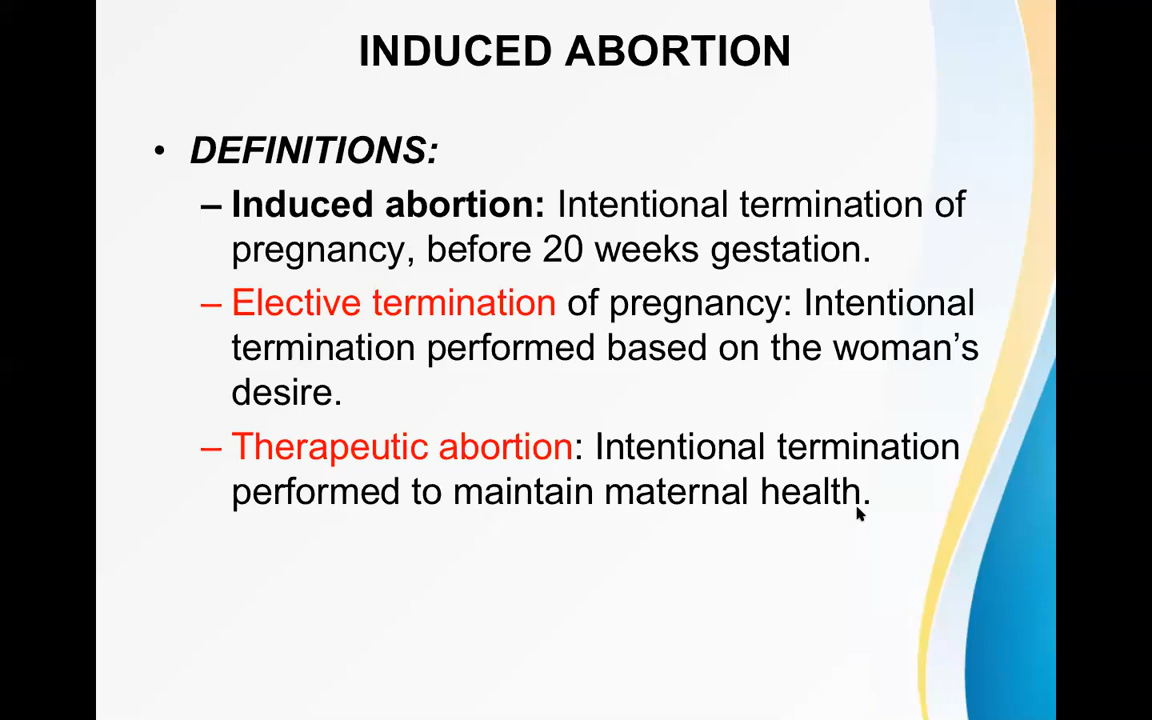 INDUCED ABORTION
• DEFINITIONS:
– Induced abortion: Intentional termination of
pregnancy, before 20 weeks gestation.
– Elective termination of pregnancy: Intentional
termination performed based on the woman’s
desire.
– Therapeutic abortion: Intentional termination
performed to maintain maternal health.